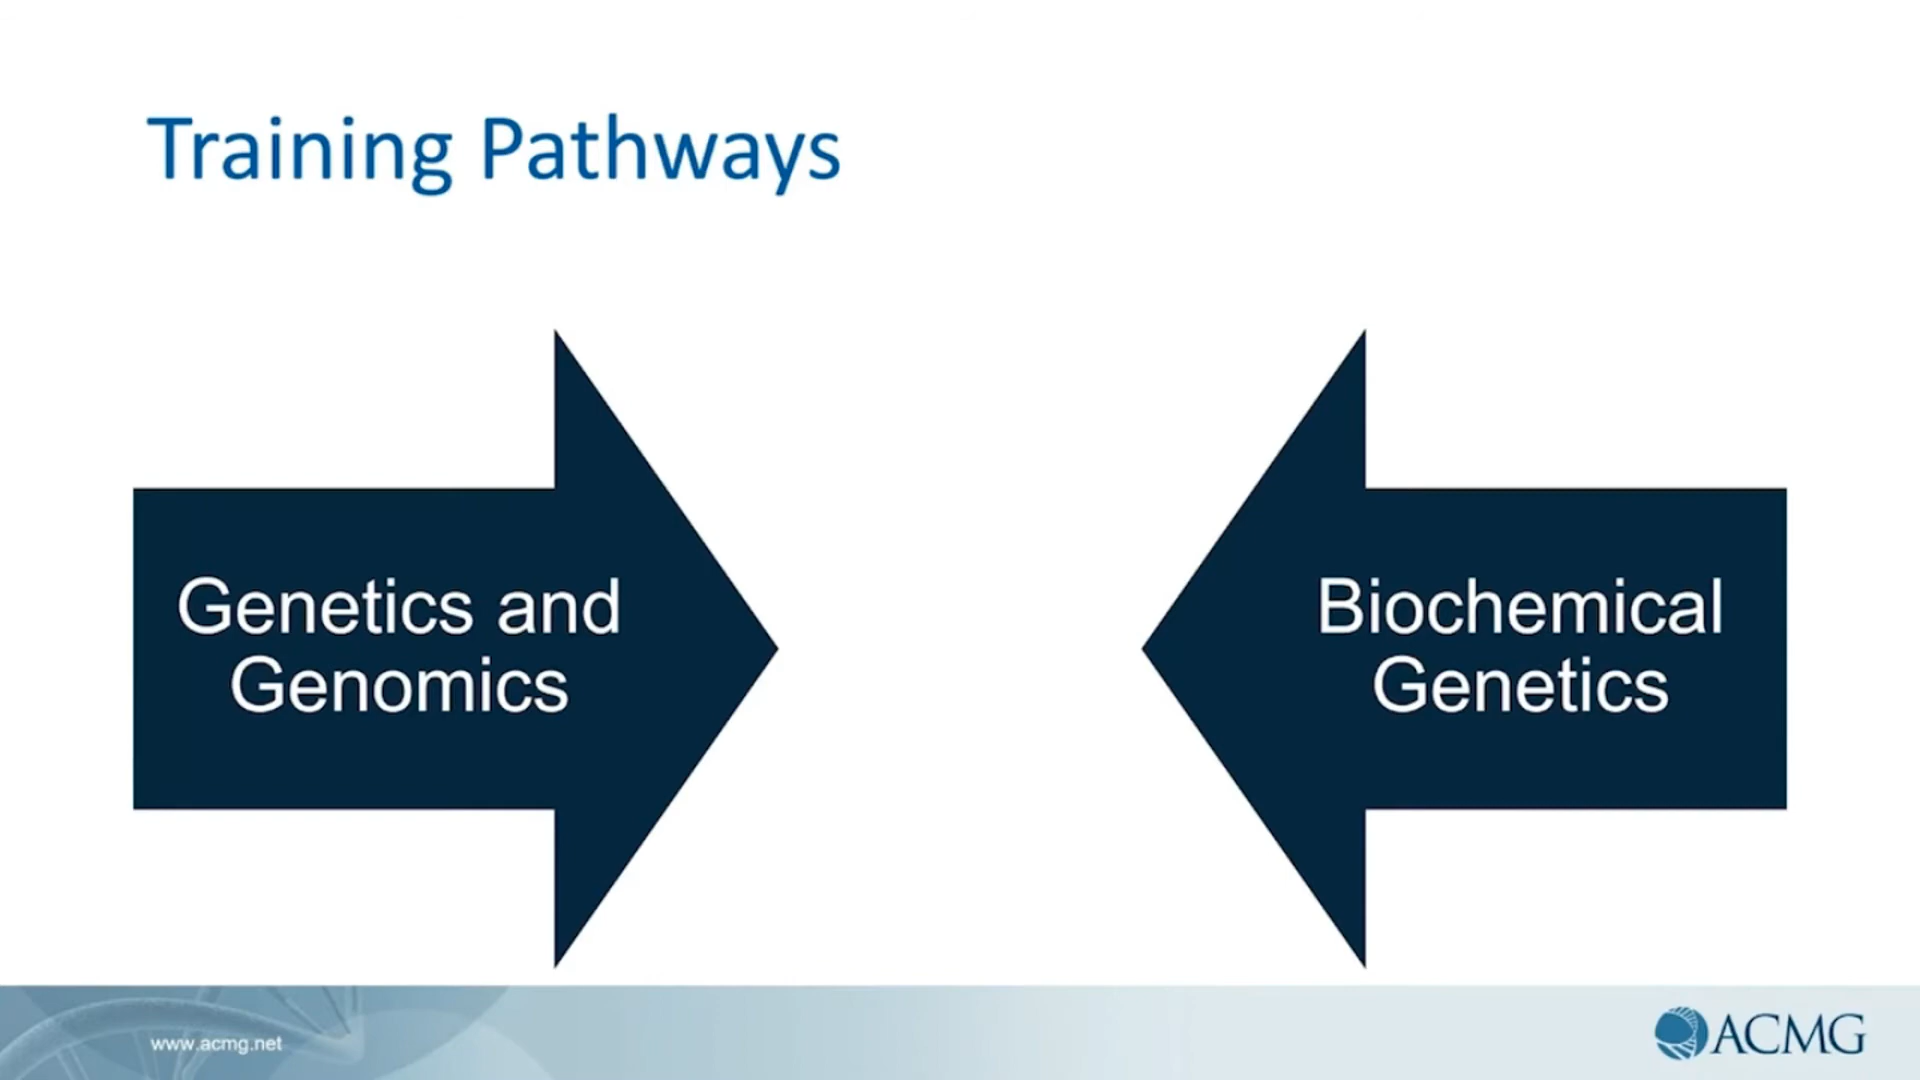 Training Pathways
Genetics and
Genomics
Biochemical
Genetics
www.acmg.net
ACMG